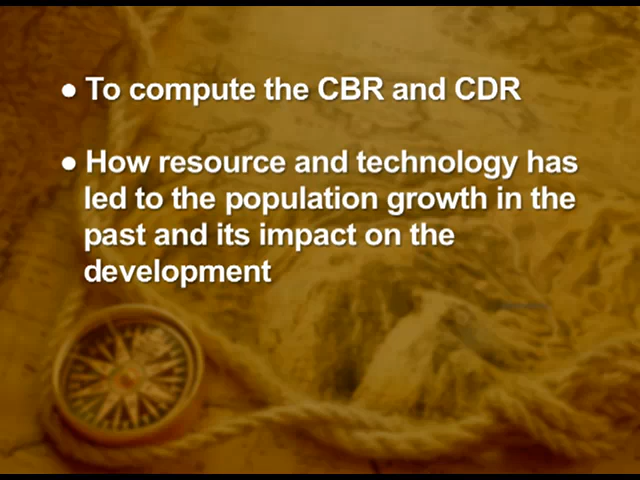 ● To compute the CBR and CDR
● How resource and technology has
led to the population growth in the
past and its impact on the
development